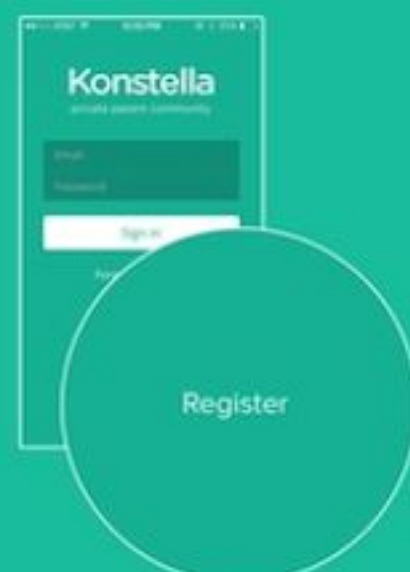 Konstella
private parent community
Email
Password
Sign in
Register